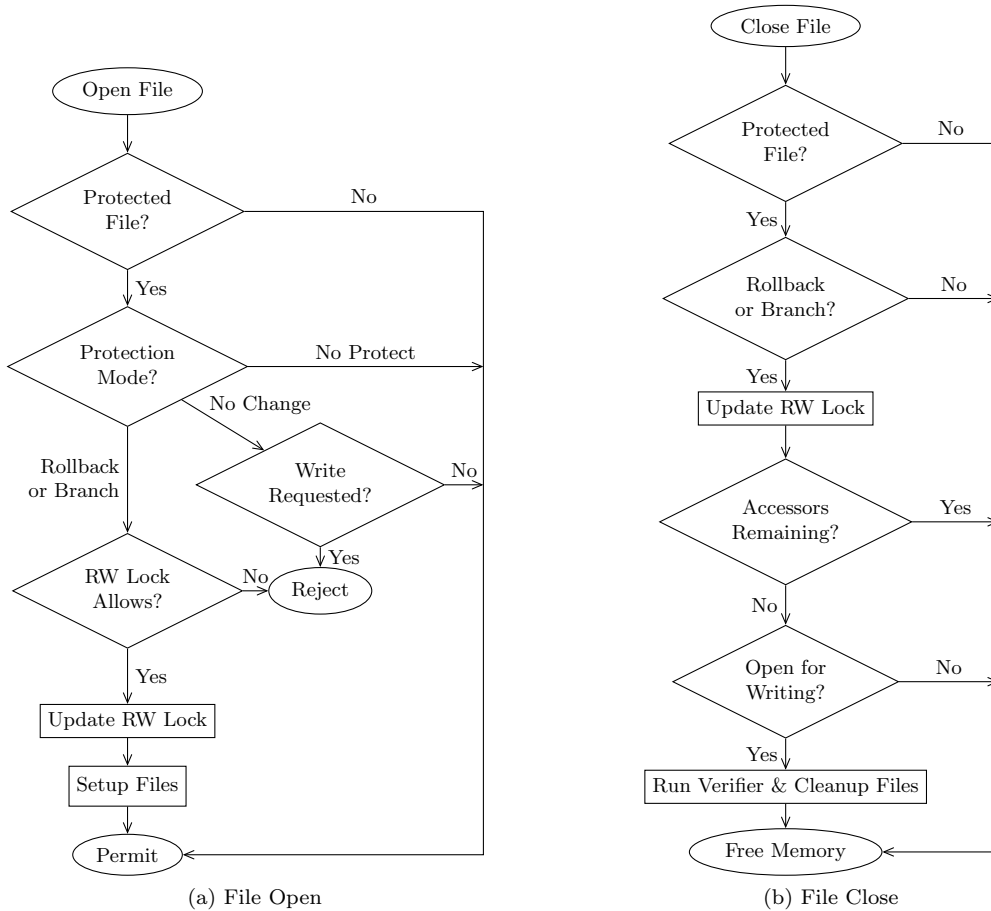 Open File
Protected
File?
No
Yes
Protection
Mode?
No Protect
No Change
Rollback
or Branch
Write
Requested?
No
Yes
RW Lock
Allows?
No
Reject
Yes
Update RW Lock
Setup Files
Permit
(a) File Open
Close File
Protected
File?
No
Yes
Rollback
or Branch?
No
Yes
Update RW Lock
Accessors
Remaining?
Yes
No
Open for
Writing?
No
Yes
Run Verifier & Cleanup Files
Free Memory
(b) File Close